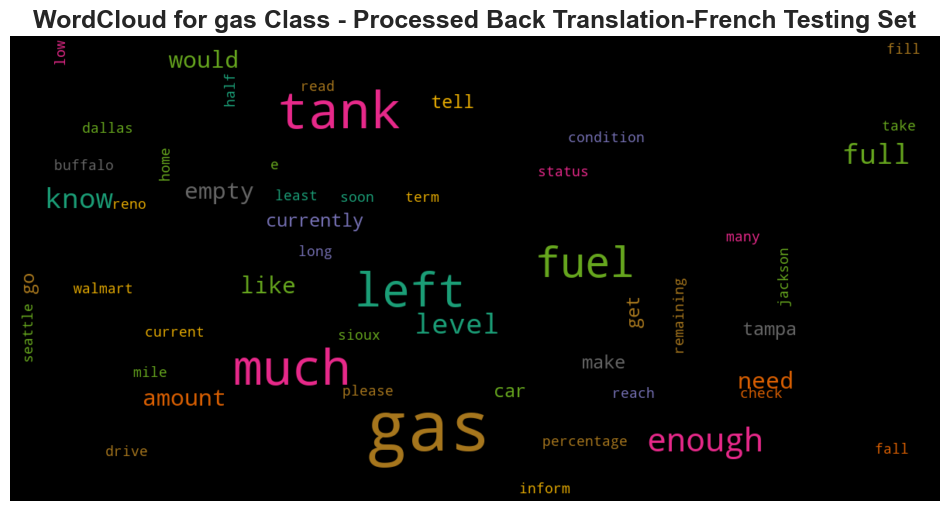 WordCloud for gas Class - Processed Back Translation-French Testing Set
low
fill
would
half
read
tank
tell
dallas
take
condition
full
buffalo
home
e
status
know
reno
empty
least
soon
term
currently
many
long
fuel
jackson
go
walmart
like
left
get
remaining
seattle
current
sioux
level
tampa
mile
much
make
amount
please
car
reach
need
check
drive
gas
percentage
enough
fall
inform